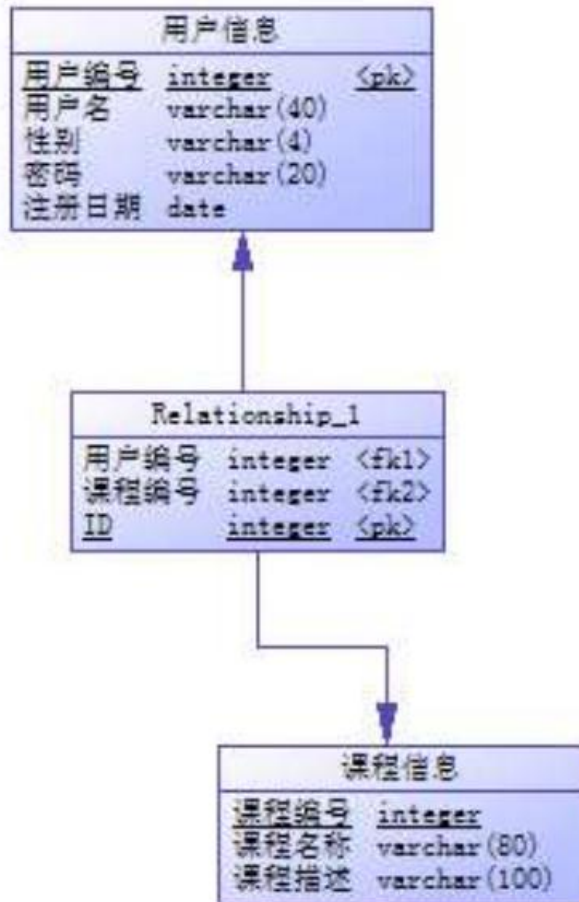 用户信息
用户编号 integer <pk>
用户名 varchar(40)
性别 varchar(4)
密码 varchar(20)
注册日期 date
Relationship_1
用户编号 integer <fk1>
课程编号 integer <fk2>
ID integer <pk>
课程信息
课程编号 integer
课程名称 varchar(80)
课程描述 varchar(100)